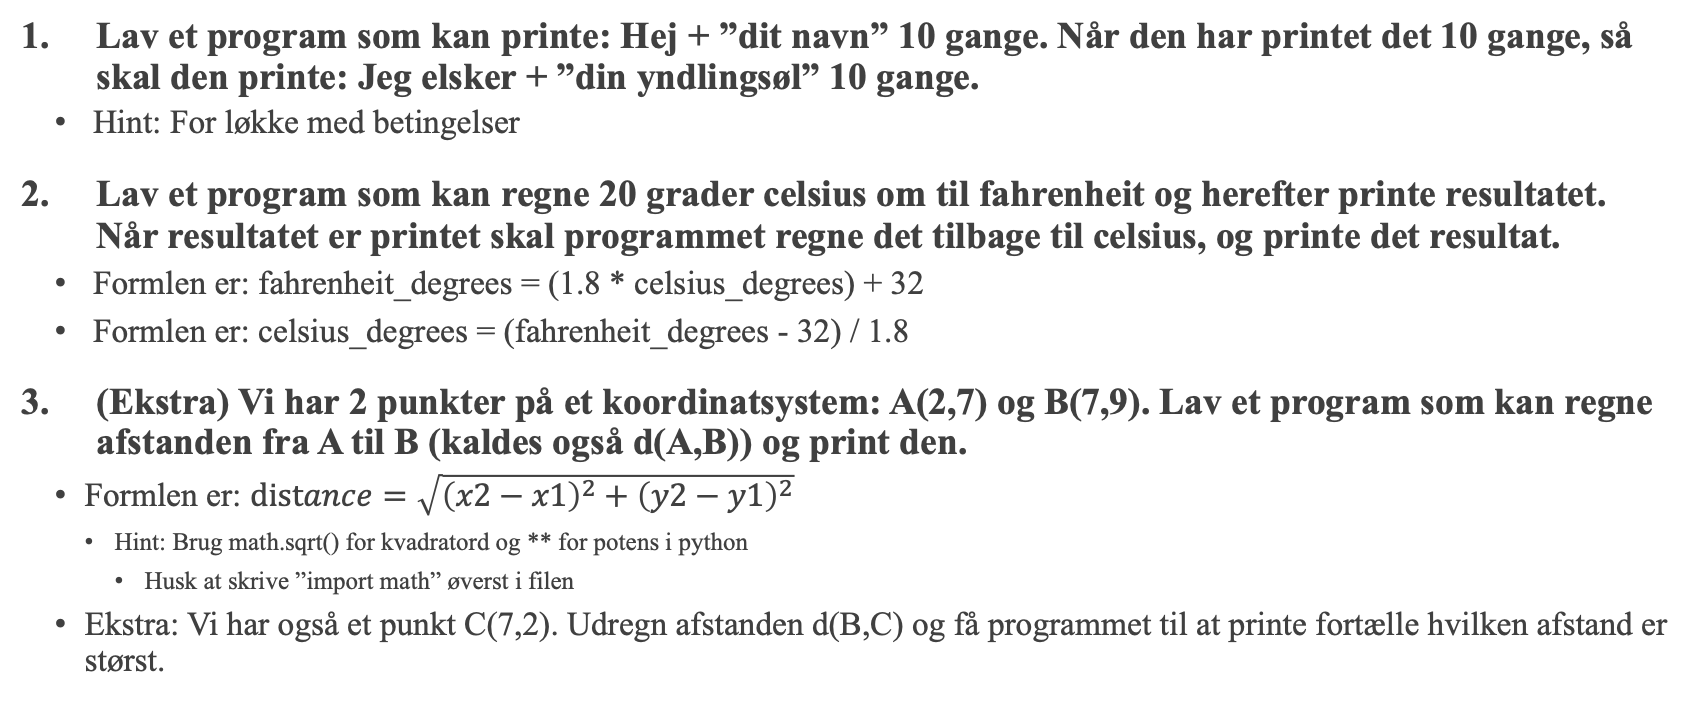 1. Lav et program som kan printe: Hej + ”dit navn” 10 gange. Når den har printet det 10 gange, så
skal den printe: Jeg elsker + ”din yndlingsøl” 10 gange.
• Hint: For løkke med betingelser
2. Lav et program som kan regne 20 grader celsius om til fahrenheit og herefter printe resultatet.
Når resultatet er printet skal programmet regne det tilbage til celsius, og printe det resultat.
• Formlen er: fahrenheit_degrees = (1.8 * celsius_degrees) + 32
• Formlen er: celsius_degrees = (fahrenheit_degrees - 32) / 1.8
3. (Ekstra) Vi har 2 punkter på et koordinatsystem: A(2,7) og B(7,9). Lav et program som kan regne
afstanden fra A til B (kaldes også d(A,B)) og print den.
• Formlen er: distance = √(x2 − x1)² + (y2 − y1)²
• Hint: Brug math.sqrt() for kvadratord og ** for potens i python
• Husk at skrive ”import math” øverst i filen
• Ekstra: Vi har også et punkt C(7,2). Udregn afstanden d(B,C) og få programmet til at printe fortælle hvilken afstand er
størst.